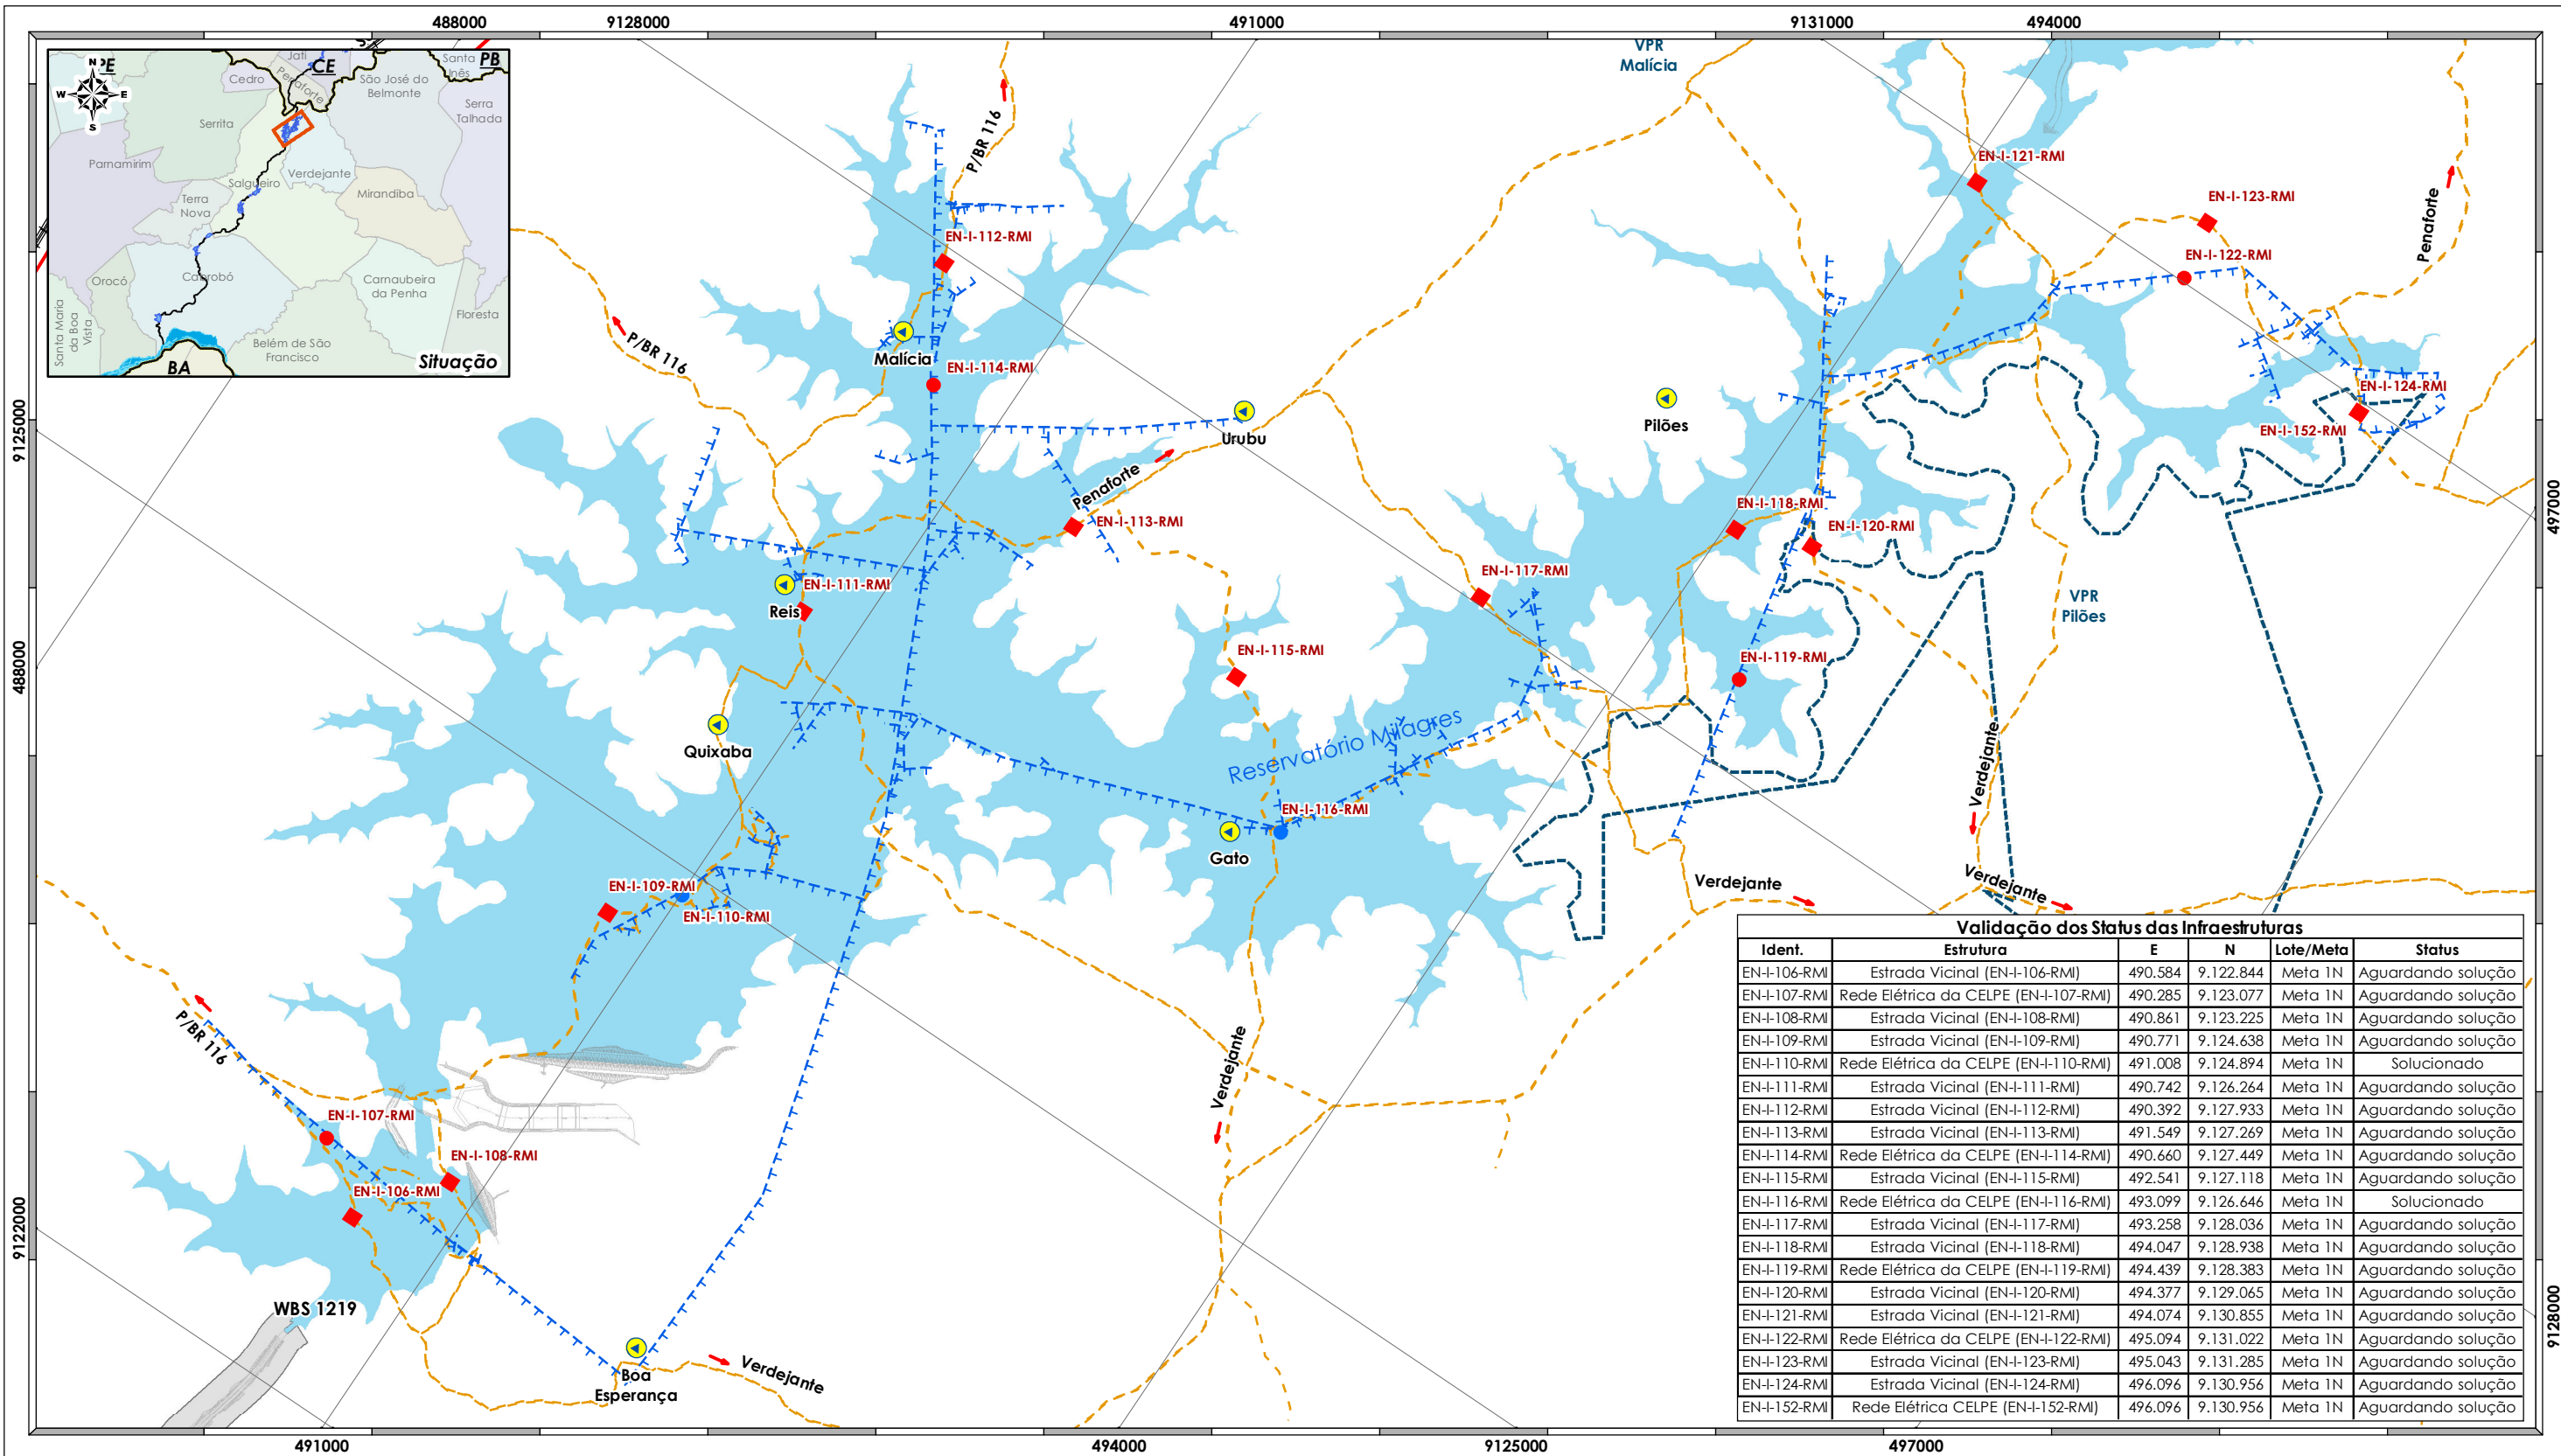 488000
9128000
491000
9131000
494000
9125000
488000
9122000
497000
9128000
491000
494000
9125000
497000
PE
N
W
E
S
Jati
CE
Penaforte
Cedro
Santa
Inês
PB
São José do
Belmonte
Serra
Talhada
Serrita
Parnamirim
Verdejante
Salgueiro
Mirandiba
Terra
Nova
Orocó
Cabrobó
Carnaubeira
da Penha
Floresta
Santa Maria
da Boa
Vista
Belém de São
Francisco
BA
Situação
VPR
Malícia
P/BR 116
EN-I-121-RMI
EN-I-123-RMI
Penaforte
EN-I-112-RMI
EN-I-122-RMI
P/BR 116
Malícia
EN-I-114-RMI
EN-I-124-RMI
Urubu
Pilões
EN-I-152-RMI
Penaforte
EN-I-113-RMI
EN-I-118-RMI
EN-I-120-RMI
EN-I-117-RMI
EN-I-111-RMI
Reis
VPR
Pilões
EN-I-115-RMI
EN-I-119-RMI
Quixaba
Reservatório Milagres
Verdejante
EN-I-116-RMI
Gato
EN-I-109-RMI
EN-I-110-RMI
Verdejante
Verdejante
P/BR 116
Verdejante
EN-I-107-RMI
EN-I-108-RMI
EN-I-106-RMI
WBS 1219
Boa
Esperança
Verdejante
Validação dos Status das Infraestruturas
Ident. Estrutura E N Lote/Meta Status
EN-I-106-RMI Estrada Vicinal (EN-I-106-RMI) 490.584 9.122.844 Meta 1N Aguardando solução
EN-I-107-RMI Rede Elétrica da CELPE (EN-I-107-RMI) 490.285 9.123.077 Meta 1N Aguardando solução
EN-I-108-RMI Estrada Vicinal (EN-I-108-RMI) 490.861 9.123.225 Meta 1N Aguardando solução
EN-I-109-RMI Estrada Vicinal (EN-I-109-RMI) 490.771 9.124.638 Meta 1N Aguardando solução
EN-I-110-RMI Rede Elétrica da CELPE (EN-I-110-RMI) 491.008 9.124.894 Meta 1N Solucionado
EN-I-111-RMI Estrada Vicinal (EN-I-111-RMI) 490.742 9.126.264 Meta 1N Aguardando solução
EN-I-112-RMI Estrada Vicinal (EN-I-112-RMI) 490.392 9.127.933 Meta 1N Aguardando solução
EN-I-113-RMI Estrada Vicinal (EN-I-113-RMI) 491.549 9.127.269 Meta 1N Aguardando solução
EN-I-114-RMI Rede Elétrica da CELPE (EN-I-114-RMI) 490.660 9.127.449 Meta 1N Aguardando solução
EN-I-115-RMI Estrada Vicinal (EN-I-115-RMI) 492.541 9.127.118 Meta 1N Aguardando solução
EN-I-116-RMI Rede Elétrica da CELPE (EN-I-116-RMI) 493.099 9.126.646 Meta 1N Solucionado
EN-I-117-RMI Estrada Vicinal (EN-I-117-RMI) 493.258 9.128.036 Meta 1N Aguardando solução
EN-I-118-RMI Estrada Vicinal (EN-I-118-RMI) 494.047 9.128.938 Meta 1N Aguardando solução
EN-I-119-RMI Rede Elétrica da CELPE (EN-I-119-RMI) 494.439 9.128.383 Meta 1N Aguardando solução
EN-I-120-RMI Estrada Vicinal (EN-I-120-RMI) 494.377 9.129.065 Meta 1N Aguardando solução
EN-I-121-RMI Estrada Vicinal (EN-I-121-RMI) 494.074 9.130.855 Meta 1N Aguardando solução
EN-I-122-RMI Rede Elétrica da CELPE (EN-I-122-RMI) 495.094 9.131.022 Meta 1N Aguardando solução
EN-I-123-RMI Estrada Vicinal (EN-I-123-RMI) 495.043 9.131.285 Meta 1N Aguardando solução
EN-I-124-RMI Estrada Vicinal (EN-I-124-RMI) 496.096 9.130.956 Meta 1N Aguardando solução
EN-I-152-RMI Rede Elétrica CELPE (EN-I-152-RMI) 496.096 9.130.956 Meta 1N Aguardando solução